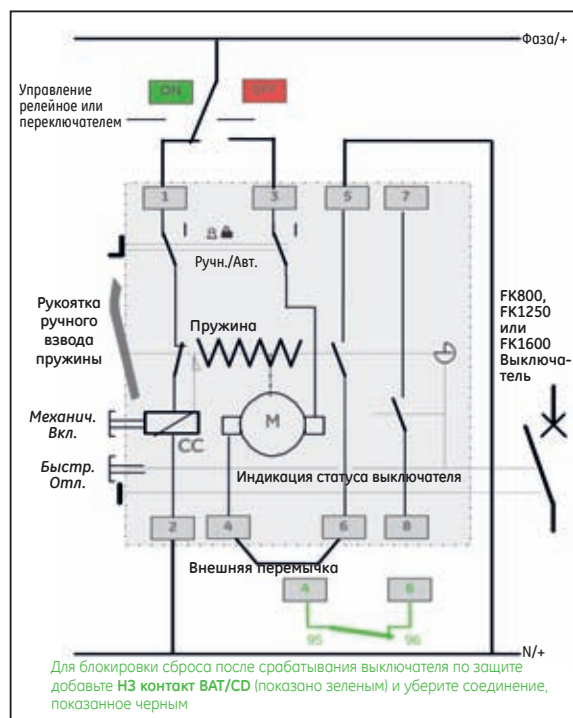 Фаза/+
Управление
релейное или
переключателем
ON
OFF
1
3
5
7
Ручн./Авт.
Рукоятка
ручного
взвода
пружины
Пружина
FK800,
FK1250
или
FK1600
Выключа-
тель
M
Механич.
Вкл.
CC
Быстр.
Откл.
Индикация статуса выключателя
2
4
6
8
Внешняя перемычка
4
6
95
96
N/+
Для блокировки сброса после срабатывания выключателя по защите
добавьте НЗ контакт BAT/CD (показано зеленым) и уберите соединение,
показанное черным